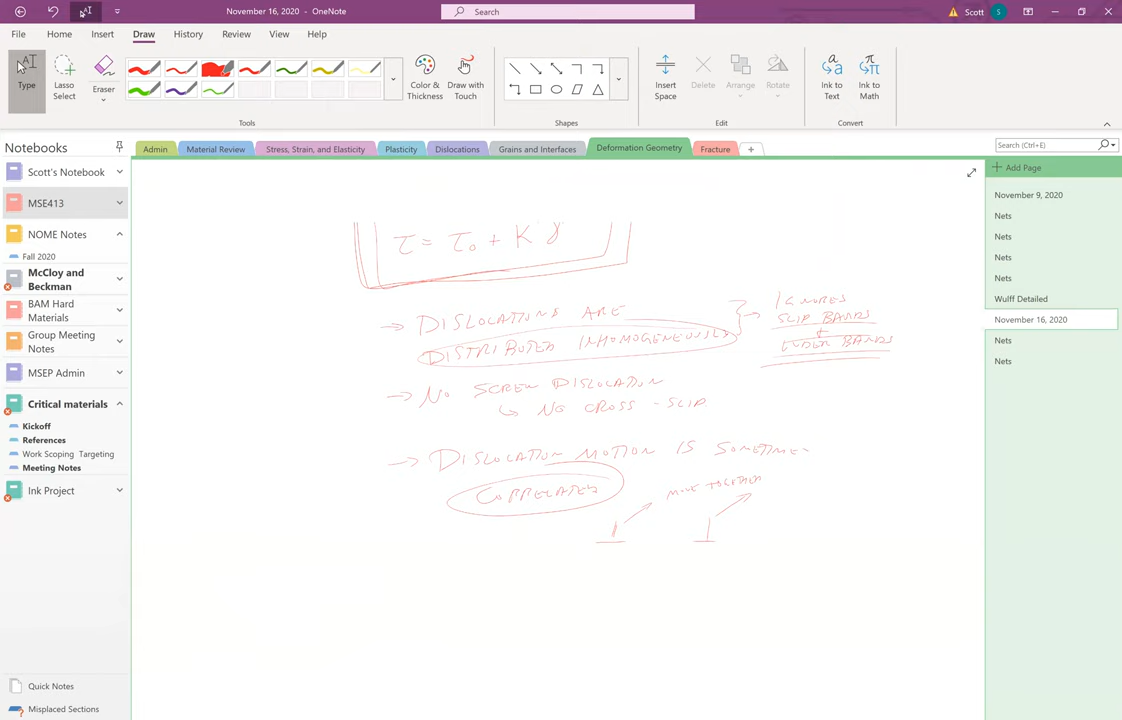 November 16, 2020 - OneNote
Search
Scott
S
File
Home
Insert
Draw
History
Review
View
Help
Type
Lasso
Select
Eraser
Color &
Thickness
Draw with
Touch
Insert
Space
Delete
Arrange
Rotate
Ink to
Text
Ink to
Math
Tools
Shapes
Edit
Convert
Notebooks
Admin
Material Review
Stress, Strain, and Elasticity
Plasticity
Dislocations
Grains and Interfaces
Deformation Geometry
Fracture
Search (Ctrl+E)
Scott's Notebook
MSE413
NOME Notes
Fall 2020
McCloy and
Beckman
BAM Hard
Materials
Group Meeting
Notes
MSEP Admin
Critical materials
Kickoff
References
Work Scoping Targeting
Meeting Notes
Ink Project
Quick Notes
Misplaced Sections
τ = τ₀ + K γ
→ DISLOCATIONS ARE
DISTRIBUTED INHOMOGENEOUSLY
→ IGNORES
SLIP BANDS
+
LUDER BANDS
→ NO SCREW DISLOCATION
↳ NO CROSS-SLIP
→ DISLOCATION MOTION IS SOMETIMES
CORRELATED
MOVE TOGETHER
Add Page
November 9, 2020
Nets
Nets
Nets
Nets
Wulff Detailed
November 16, 2020
Nets
Nets